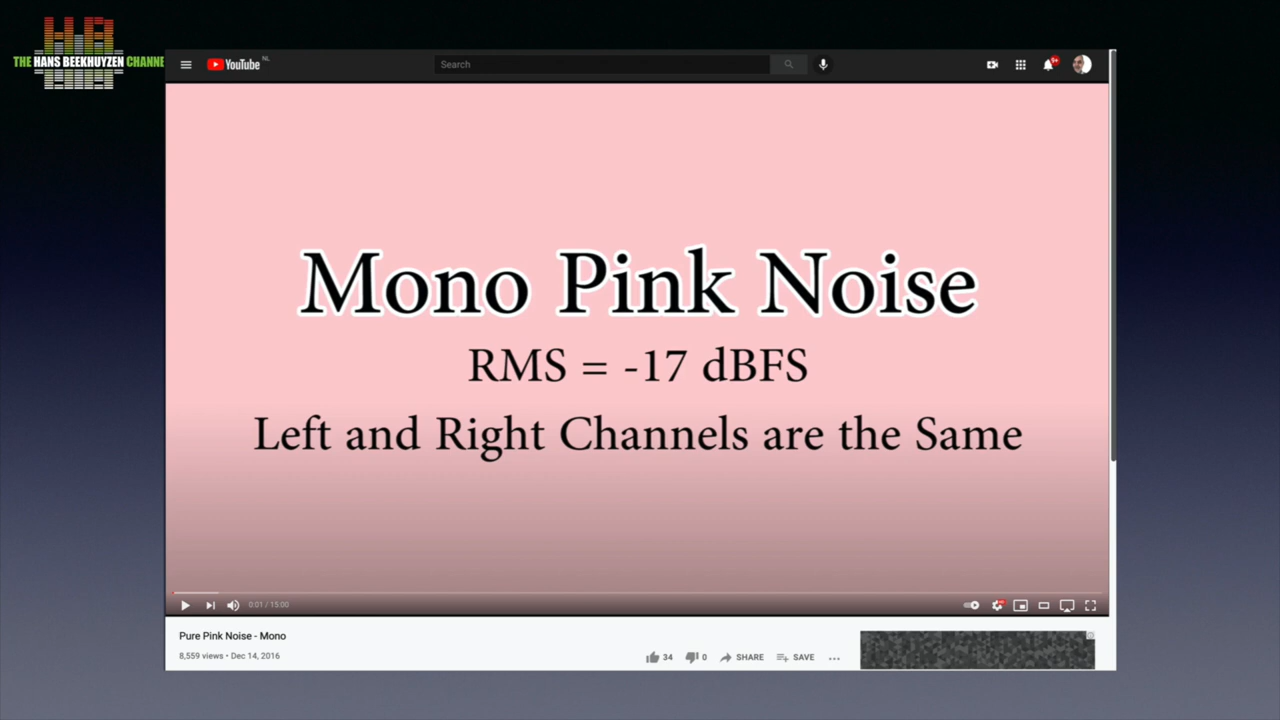 THE HANS BEEKHUYZEN CHANNE
YouTube NL
Search
9+
Mono Pink Noise
RMS = -17 dBFS
Left and Right Channels are the Same
0:01 / 15:00
Pure Pink Noise - Mono
8,559 views • Dec 14, 2016
34
0
SHARE
SAVE